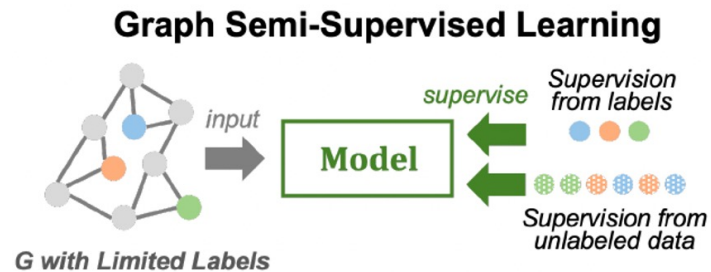 Graph Semi-Supervised Learning
input
Model
supervise
Supervision
from labels
Supervision from
unlabeled data
G with Limited Labels